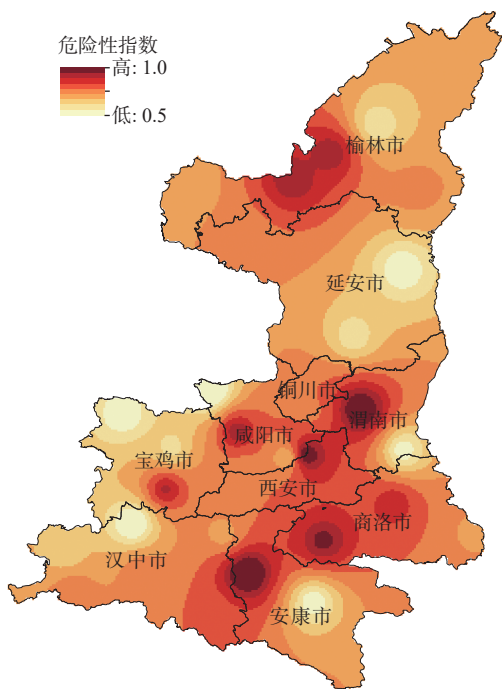 危险性指数
高: 1.0
低: 0.5
榆林市
延安市
铜川市
渭南市
咸阳市
宝鸡市
西安市
商洛市
汉中市
安康市